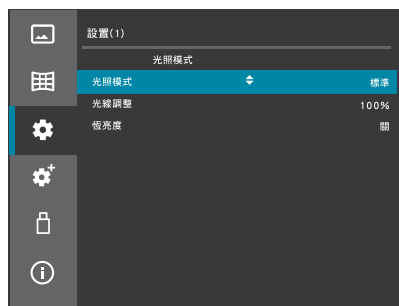 設置(1)
光照模式
光照模式 標準
光線調整 100%
恆亮度 關